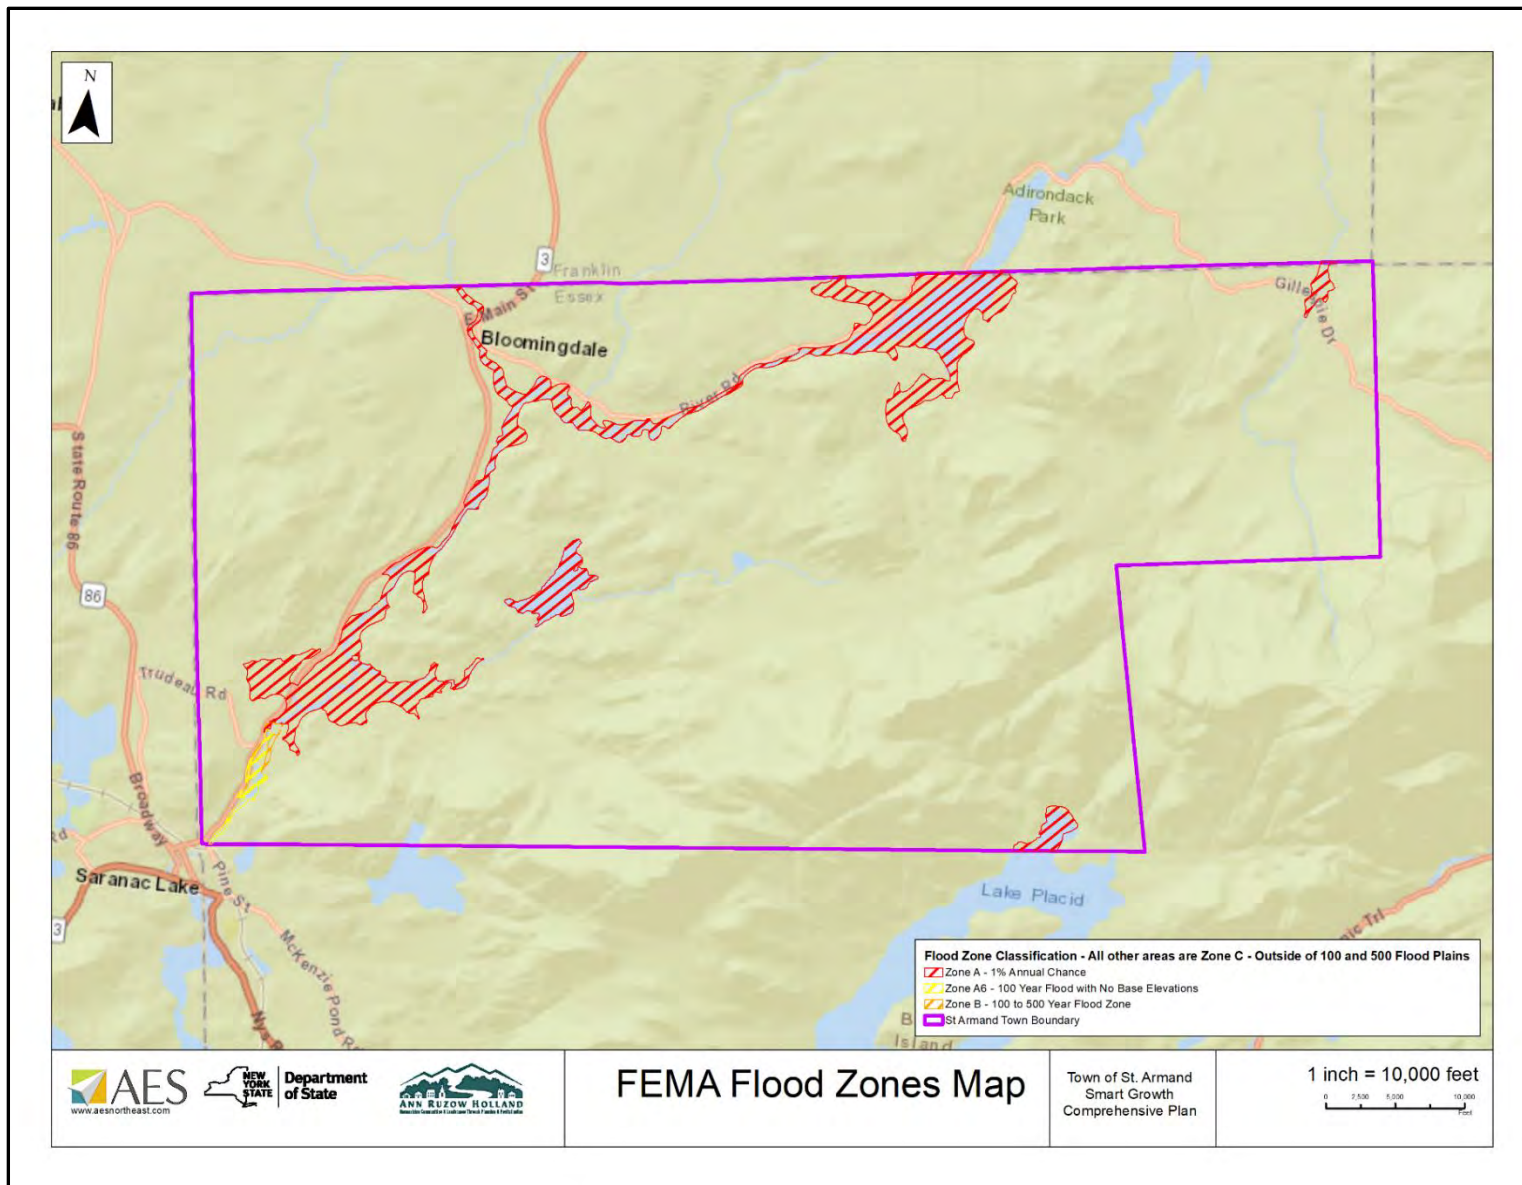 N
3
Franklin
Essex
Adirondack
Park
E Main St
Bloomingdale
River Rd
Gillespie Dr
State Route 86
86
Trudeau Rd
Broadway
Rd
Saranac Lake
Pine St
3
McKenzie Pond Rd
Lake Placid
Island
Flood Zone Classification - All other areas are Zone C - Outside of 100 and 500 Flood Plains
Zone A - 1% Annual Chance
Zone A6 - 100 Year Flood with No Base Elevations
Zone B - 100 to 500 Year Flood Zone
St Armand Town Boundary
AES
www.aesnortheast.com
NEW
YORK
STATE
Department
of State
ANN RUZOW HOLLAND
FEMA Flood Zones Map
Town of St. Armand
Smart Growth
Comprehensive Plan
1 inch = 10,000 feet
0 2,500 5,000 10,000
Feet